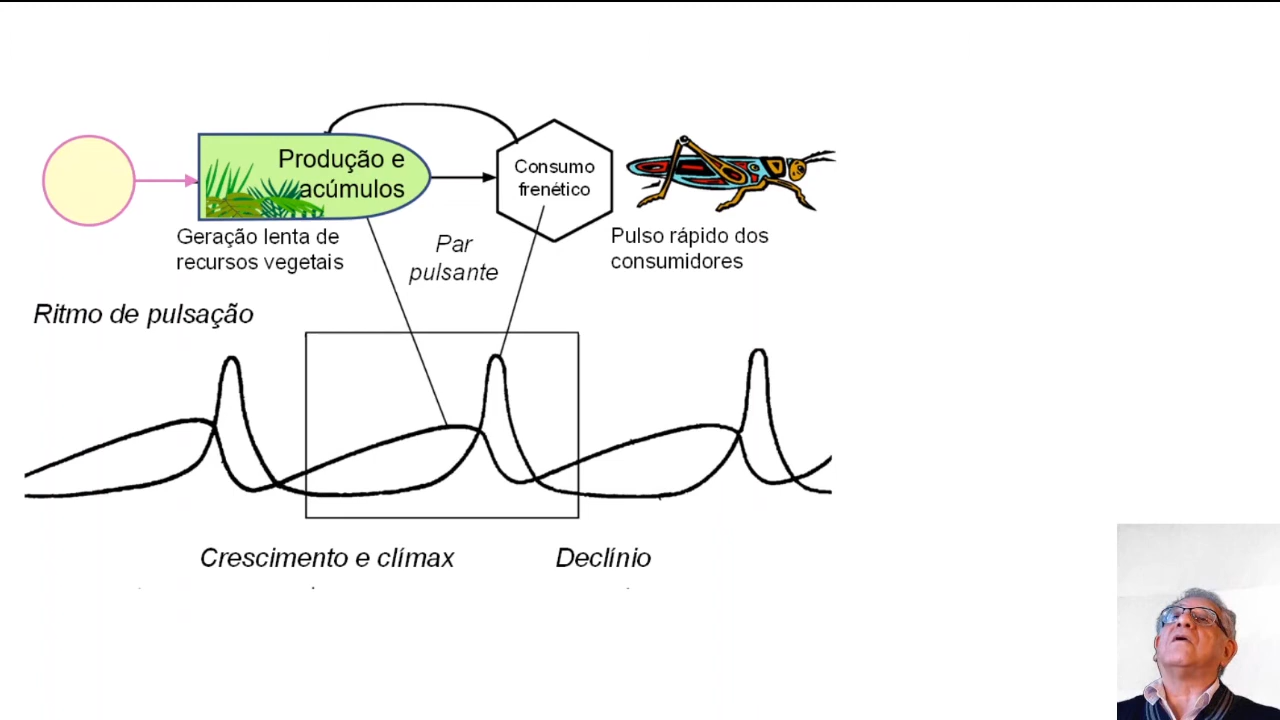 Produção e
acúmulos
Consumo
frenético
Geração lenta de
recursos vegetais
Par
pulsante
Pulso rápido dos
consumidores
Ritmo de pulsação
Crescimento e clímax
Declínio